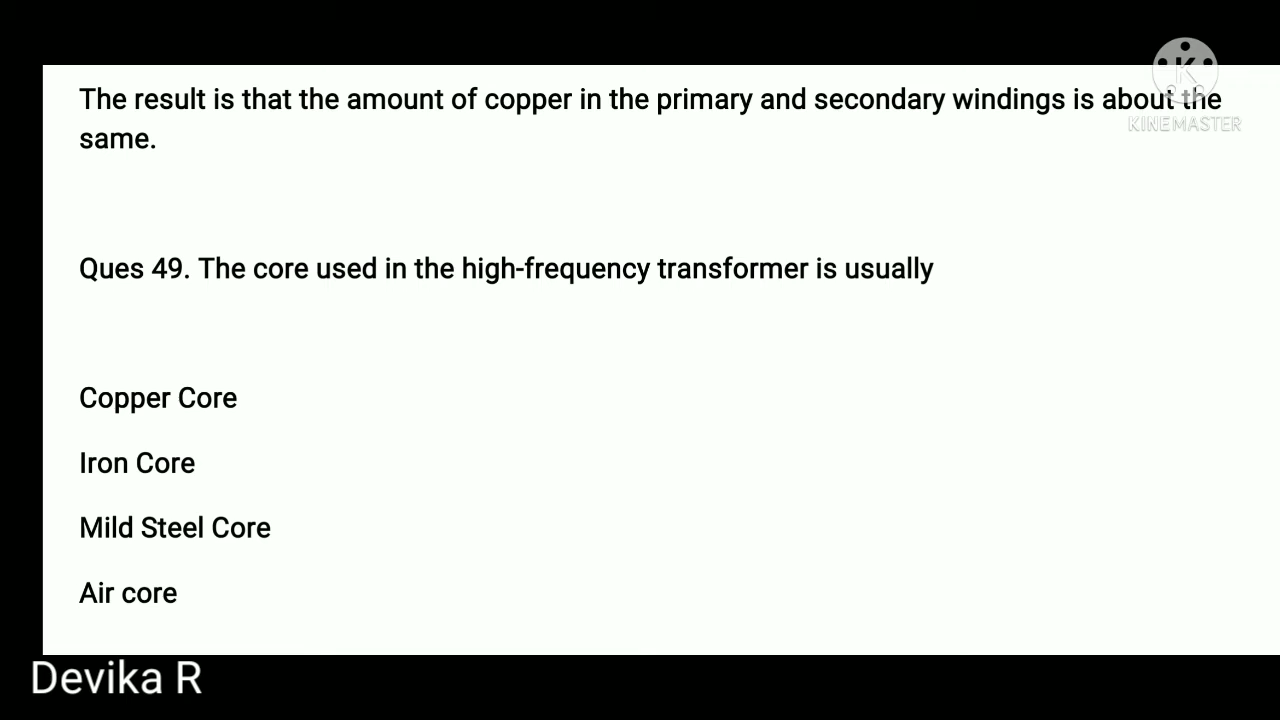 The result is that the amount of copper in the primary and secondary windings is about the
same.
K
KINEMASTER
Ques 49. The core used in the high-frequency transformer is usually
Copper Core
Iron Core
Mild Steel Core
Air core
Devika R